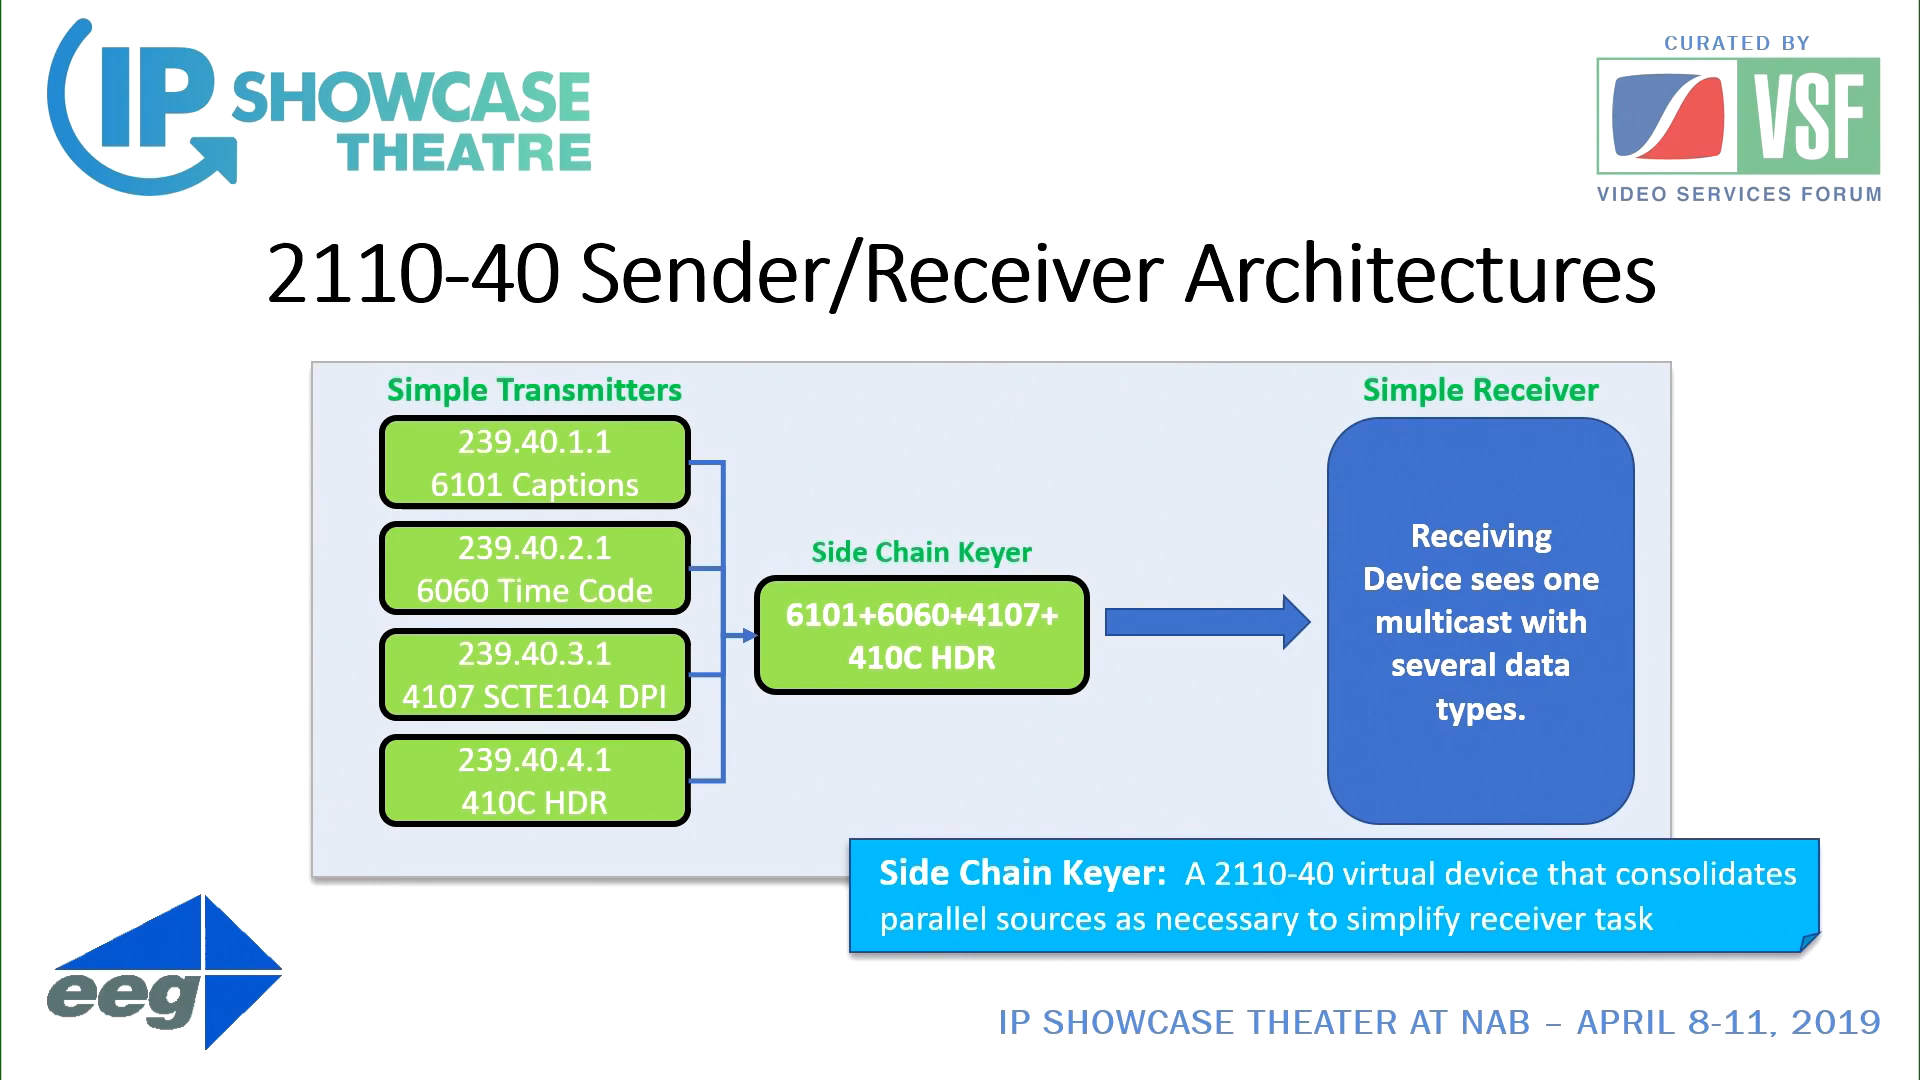 IP SHOWCASE
THEATRE
CURATED BY
VSF
VIDEO SERVICES FORUM
2110-40 Sender/Receiver Architectures
Simple Transmitters
239.40.1.1
6101 Captions
239.40.2.1
6060 Time Code
239.40.3.1
4107 SCTE104 DPI
239.40.4.1
410C HDR
Side Chain Keyer
6101+6060+4107+
410C HDR
Simple Receiver
Receiving
Device sees one
multicast with
several data
types.
Side Chain Keyer: A 2110-40 virtual device that consolidates
parallel sources as necessary to simplify receiver task
eeg
IP SHOWCASE THEATER AT NAB – APRIL 8-11, 2019